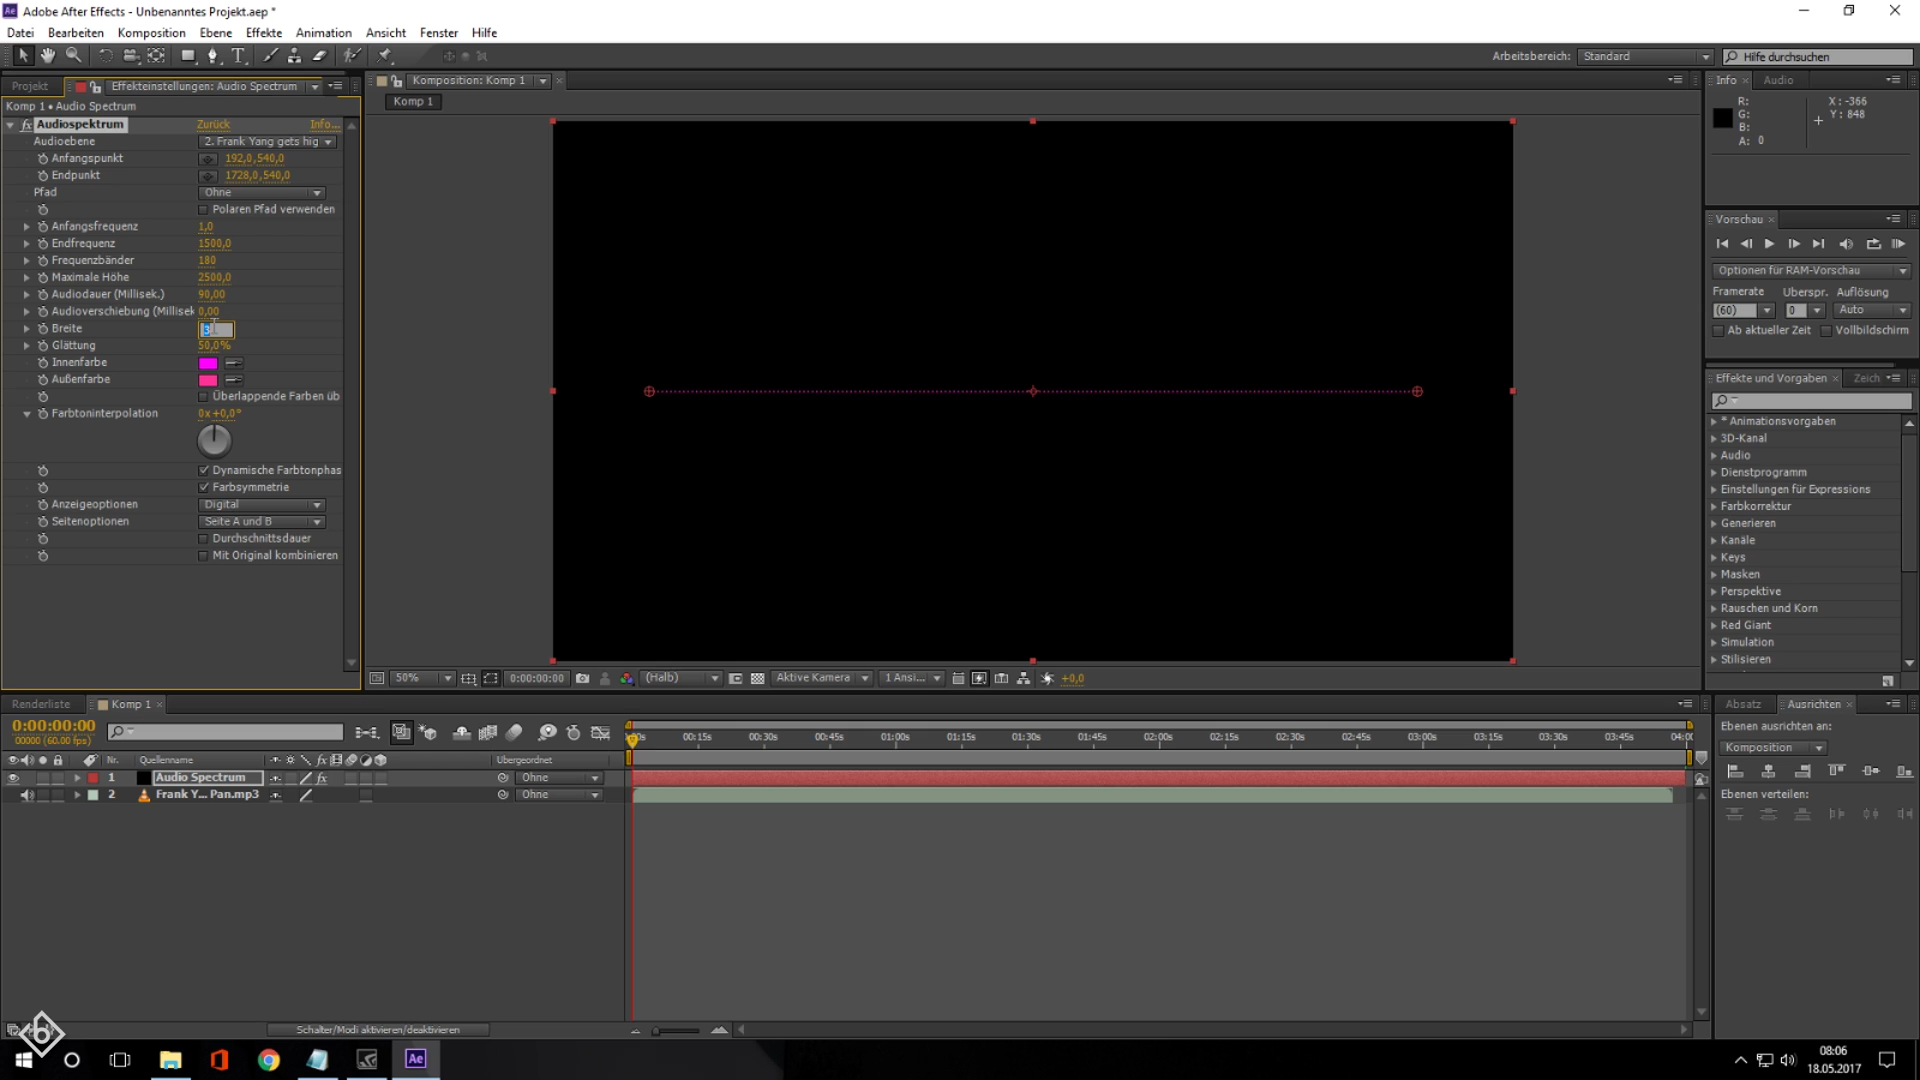 Adobe After Effects - Unbenanntes Projekt.aep *
Datei Bearbeiten Komposition Ebene Effekte Animation Ansicht Fenster Hilfe
Arbeitsbereich: Standard Hilfe durchsuchen
Projekt Effekteinstellungen: Audio Spectrum
Komp 1 • Audio Spectrum
Audiospektrum Zurück Info...
Audioebene 2. Frank Yang gets hig
Anfangspunkt 192,0,540,0
Endpunkt 1728,0,540,0
Pfad Ohne
Polaren Pfad verwenden
Anfangsfrequenz 1,0
Endfrequenz 1500,0
Frequenzbänder 180
Maximale Höhe 2500,0
Audiodauer (Millisek.) 90,00
Audioverschiebung (Millisek 0,00
Breite 3
Glättung 50,0%
Innenfarbe
Außenfarbe
Überlappende Farben üb
Farbtoninterpolation 0x+0,0°
Dynamische Farbtonphas
Farbsymmetrie
Anzeigeoptionen Digital
Seitenoptionen Seite A und B
Durchschnittsdauer
Mit Original kombinieren
Komposition: Komp 1
Komp 1
50% 0:00:00:00 (Halb) Aktive Kamera 1 Ansi... +0,0
Info Audio
R: X: -366
G: Y: 848
B:
A: 0
Vorschau
Optionen für RAM-Vorschau
Framerate Überspr. Auflösung
(60) 0 Auto
Ab aktueller Zeit Vollbildschirm
Effekte und Vorgaben Zeich
* Animationsvorgaben
3D-Kanal
Audio
Dienstprogramm
Einstellungen für Expressions
Farbkorrektur
Generieren
Kanäle
Keys
Masken
Perspektive
Rauschen und Korn
Red Giant
Simulation
Stilisieren
Renderliste Komp 1
0:00:00:00
00000 (60.00 fps)
:00s 00:15s 00:30s 00:45s 01:00s 01:15s 01:30s 01:45s 02:00s 02:15s 02:30s 02:45s 03:00s 03:15s 03:30s 03:45s 04:00
Nr. Quellenname fx Übergeordnet
1 Audio Spectrum fx Ohne
2 Frank Y... Pan.mp3 Ohne
Schalter/Modi aktivieren/deaktivieren
Absatz Ausrichten
Ebenen ausrichten an:
Komposition
Ebenen verteilen:
Ae
08:06
18.05.2017